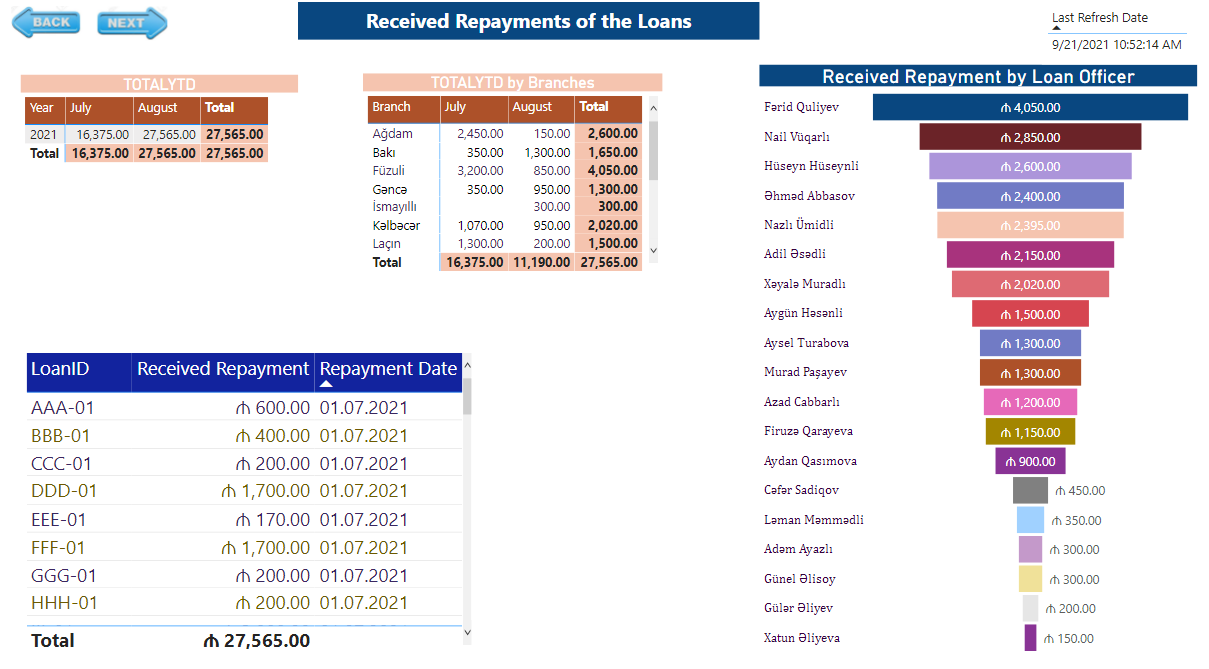 BACK NEXT
Received Repayments of the Loans
Last Refresh Date
9/21/2021 10:52:14 AM
TOTALYTD
Year July August Total
2021 16,375.00 27,565.00 27,565.00
Total 16,375.00 27,565.00 27,565.00
TOTALYTD by Branches
Branch July August Total
Ağdam 2,450.00 150.00 2,600.00
Bakı 350.00 1,300.00 1,650.00
Füzuli 3,200.00 850.00 4,050.00
Gəncə 350.00 950.00 1,300.00
İsmayıllı 300.00 300.00
Kəlbəcər 1,070.00 950.00 2,020.00
Laçın 1,300.00 200.00 1,500.00
Total 16,375.00 11,190.00 27,565.00
Received Repayment by Loan Officer
Fərid Quliyev ₼ 4,050.00
Nail Vüqarlı ₼ 2,850.00
Hüseyn Hüseynli ₼ 2,600.00
Əhməd Abbasov ₼ 2,400.00
Nazlı Ümidli ₼ 2,395.00
Adil Əsədli ₼ 2,150.00
Xəyalə Muradlı ₼ 2,020.00
Aygün Həsənli ₼ 1,500.00
Aysel Turabova ₼ 1,300.00
Murad Paşayev ₼ 1,300.00
Azad Cabbarlı ₼ 1,200.00
Firuzə Qarayeva ₼ 1,150.00
Aydan Qasımova ₼ 900.00
Cəfər Sadiqov ₼ 450.00
Ləman Məmmədli ₼ 350.00
Adəm Ayazlı ₼ 300.00
Günel Əlisoy ₼ 300.00
Gülər Əliyev ₼ 200.00
Xatun Əliyeva ₼ 150.00
LoanID Received Repayment Repayment Date
AAA-01 ₼ 600.00 01.07.2021
BBB-01 ₼ 400.00 01.07.2021
CCC-01 ₼ 200.00 01.07.2021
DDD-01 ₼ 1,700.00 01.07.2021
EEE-01 ₼ 170.00 01.07.2021
FFF-01 ₼ 1,700.00 01.07.2021
GGG-01 ₼ 200.00 01.07.2021
HHH-01 ₼ 200.00 01.07.2021
Total ₼ 27,565.00